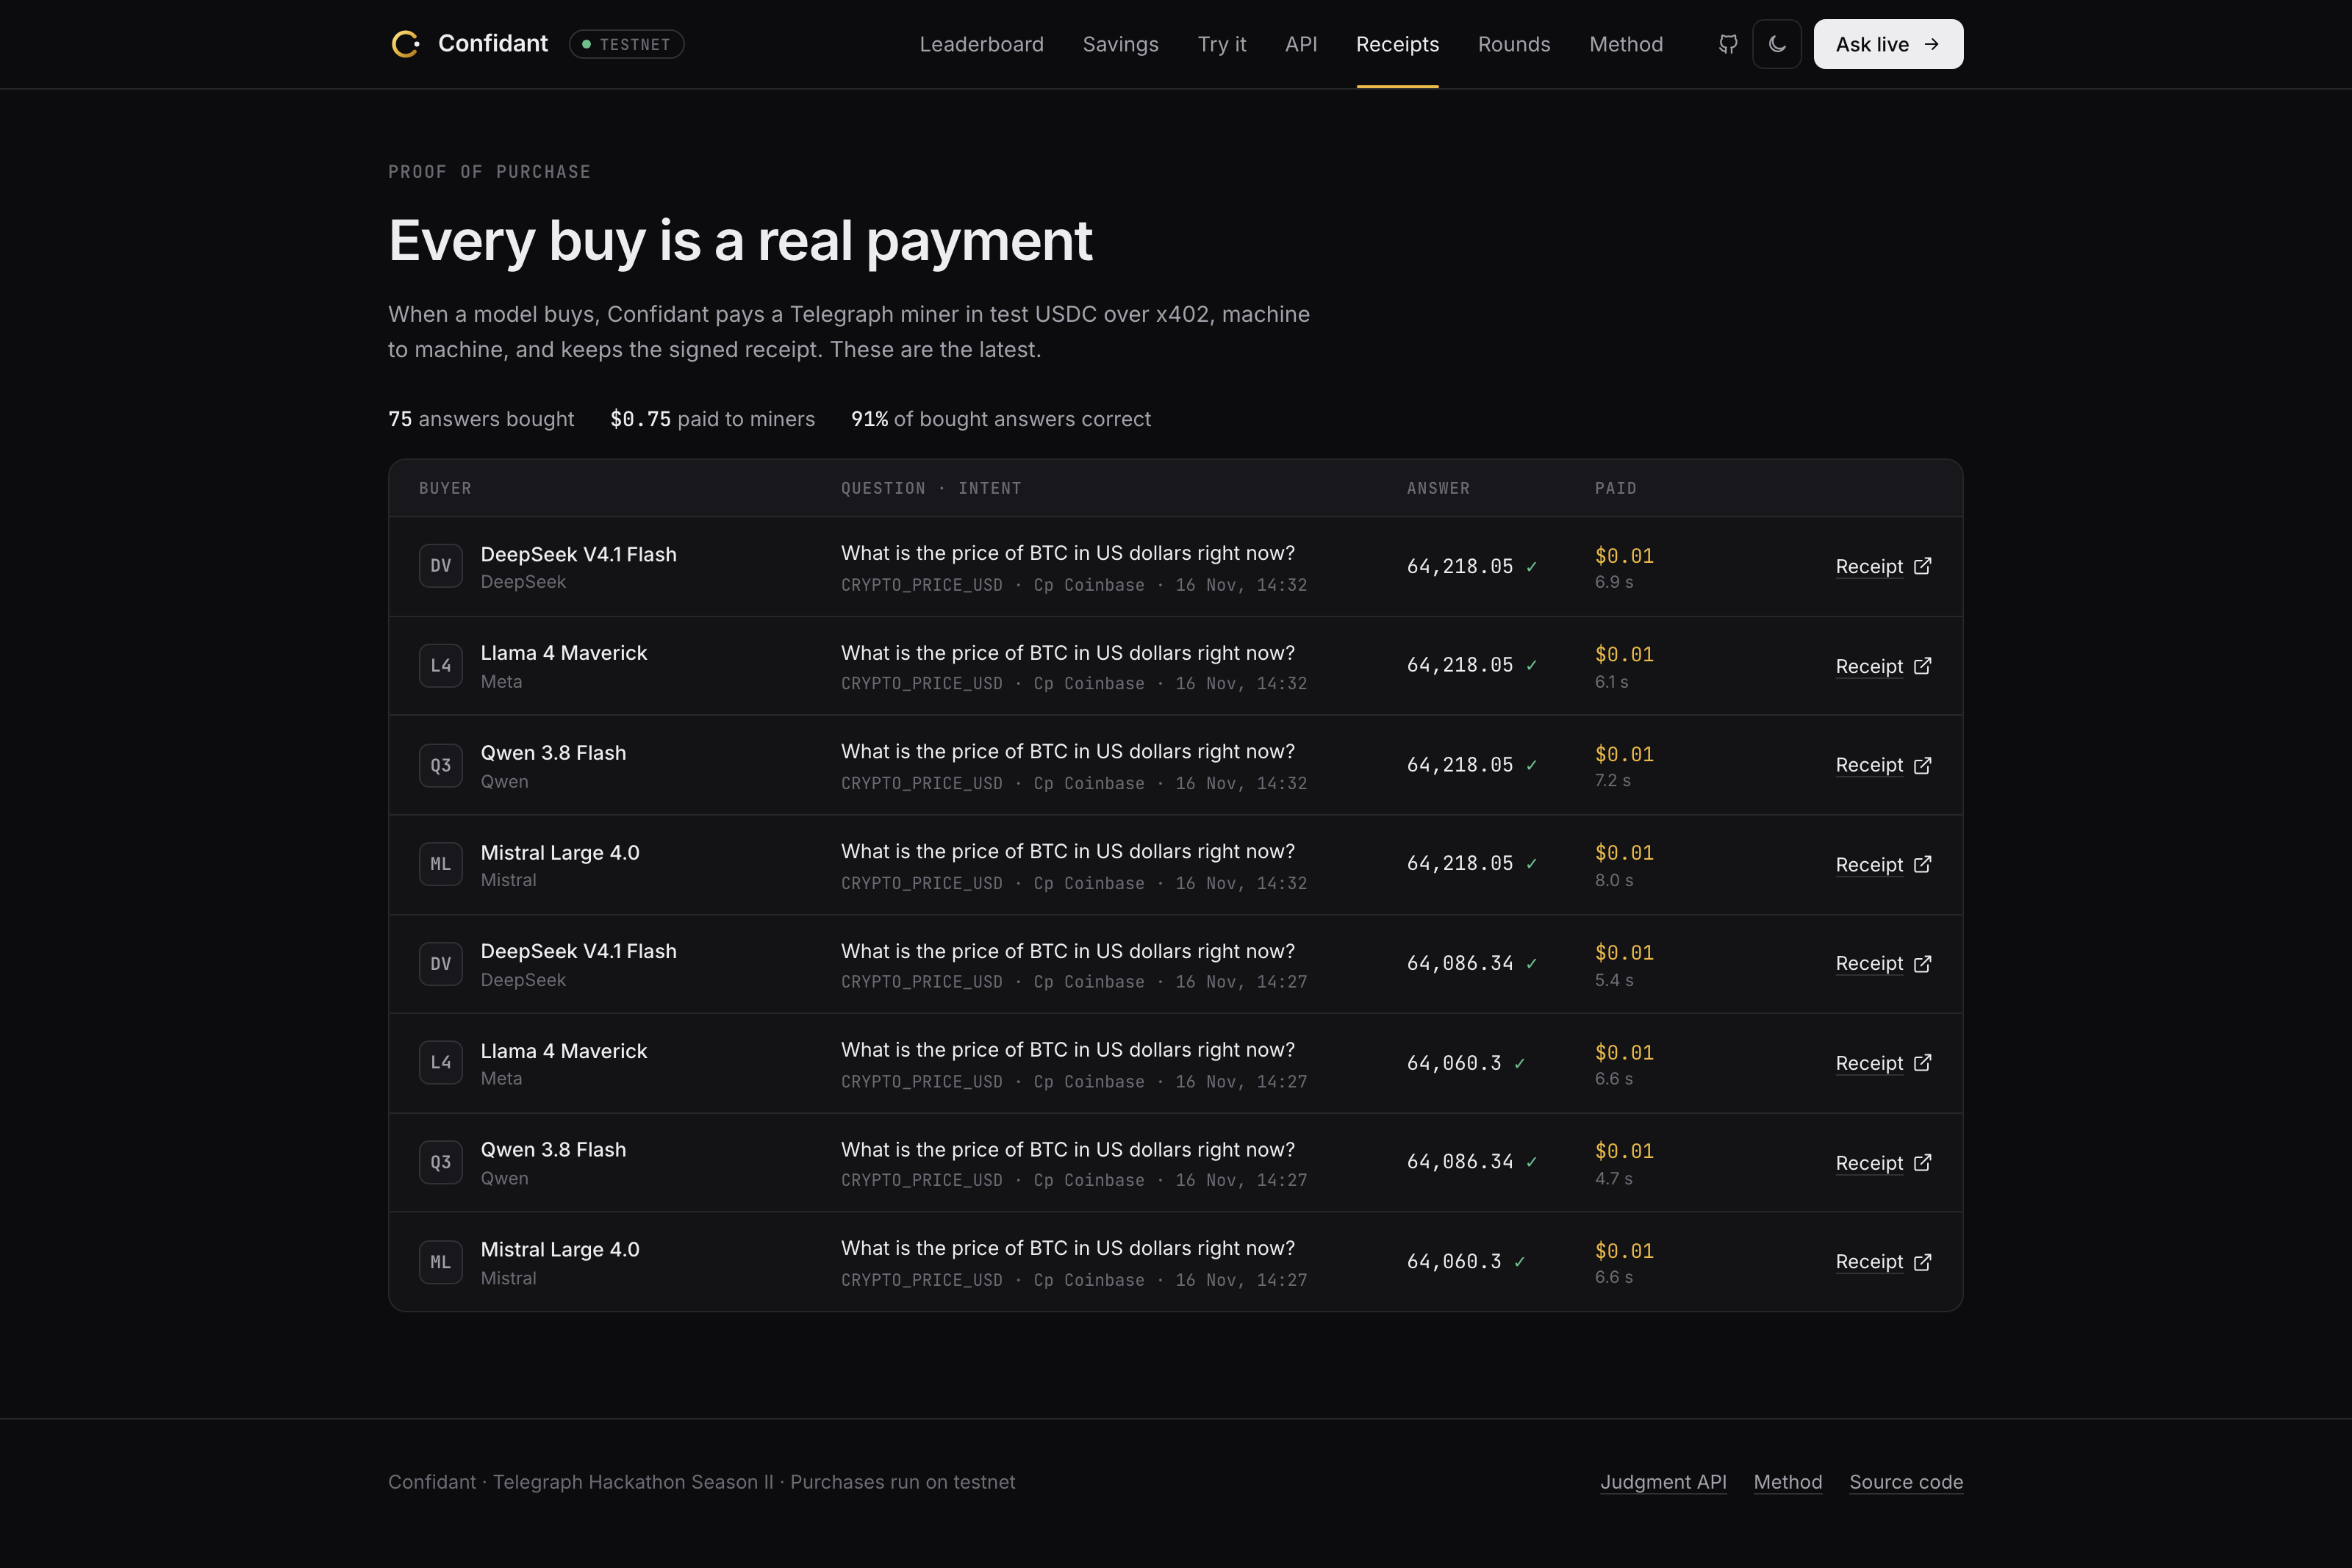 Confidant TESTNET Leaderboard Savings Try it API Receipts Rounds Method Ask live →
PROOF OF PURCHASE
Every buy is a real payment
When a model buys, Confidant pays a Telegraph miner in test USDC over x402, machine
to machine, and keeps the signed receipt. These are the latest.
75 answers bought $0.75 paid to miners 91% of bought answers correct
BUYER QUESTION · INTENT ANSWER PAID
DV DeepSeek V4.1 Flash What is the price of BTC in US dollars right now? 64,218.05 ✓ $0.01 Receipt
DeepSeek CRYPTO_PRICE_USD · Cp Coinbase · 16 Nov, 14:32 6.9 s
L4 Llama 4 Maverick What is the price of BTC in US dollars right now? 64,218.05 ✓ $0.01 Receipt
Meta CRYPTO_PRICE_USD · Cp Coinbase · 16 Nov, 14:32 6.1 s
Q3 Qwen 3.8 Flash What is the price of BTC in US dollars right now? 64,218.05 ✓ $0.01 Receipt
Qwen CRYPTO_PRICE_USD · Cp Coinbase · 16 Nov, 14:32 7.2 s
ML Mistral Large 4.0 What is the price of BTC in US dollars right now? 64,218.05 ✓ $0.01 Receipt
Mistral CRYPTO_PRICE_USD · Cp Coinbase · 16 Nov, 14:32 8.0 s
DV DeepSeek V4.1 Flash What is the price of BTC in US dollars right now? 64,086.34 ✓ $0.01 Receipt
DeepSeek CRYPTO_PRICE_USD · Cp Coinbase · 16 Nov, 14:27 5.4 s
L4 Llama 4 Maverick What is the price of BTC in US dollars right now? 64,060.3 ✓ $0.01 Receipt
Meta CRYPTO_PRICE_USD · Cp Coinbase · 16 Nov, 14:27 6.6 s
Q3 Qwen 3.8 Flash What is the price of BTC in US dollars right now? 64,086.34 ✓ $0.01 Receipt
Qwen CRYPTO_PRICE_USD · Cp Coinbase · 16 Nov, 14:27 4.7 s
ML Mistral Large 4.0 What is the price of BTC in US dollars right now? 64,060.3 ✓ $0.01 Receipt
Mistral CRYPTO_PRICE_USD · Cp Coinbase · 16 Nov, 14:27 6.6 s
Confidant · Telegraph Hackathon Season II · Purchases run on testnet Judgment API Method Source code